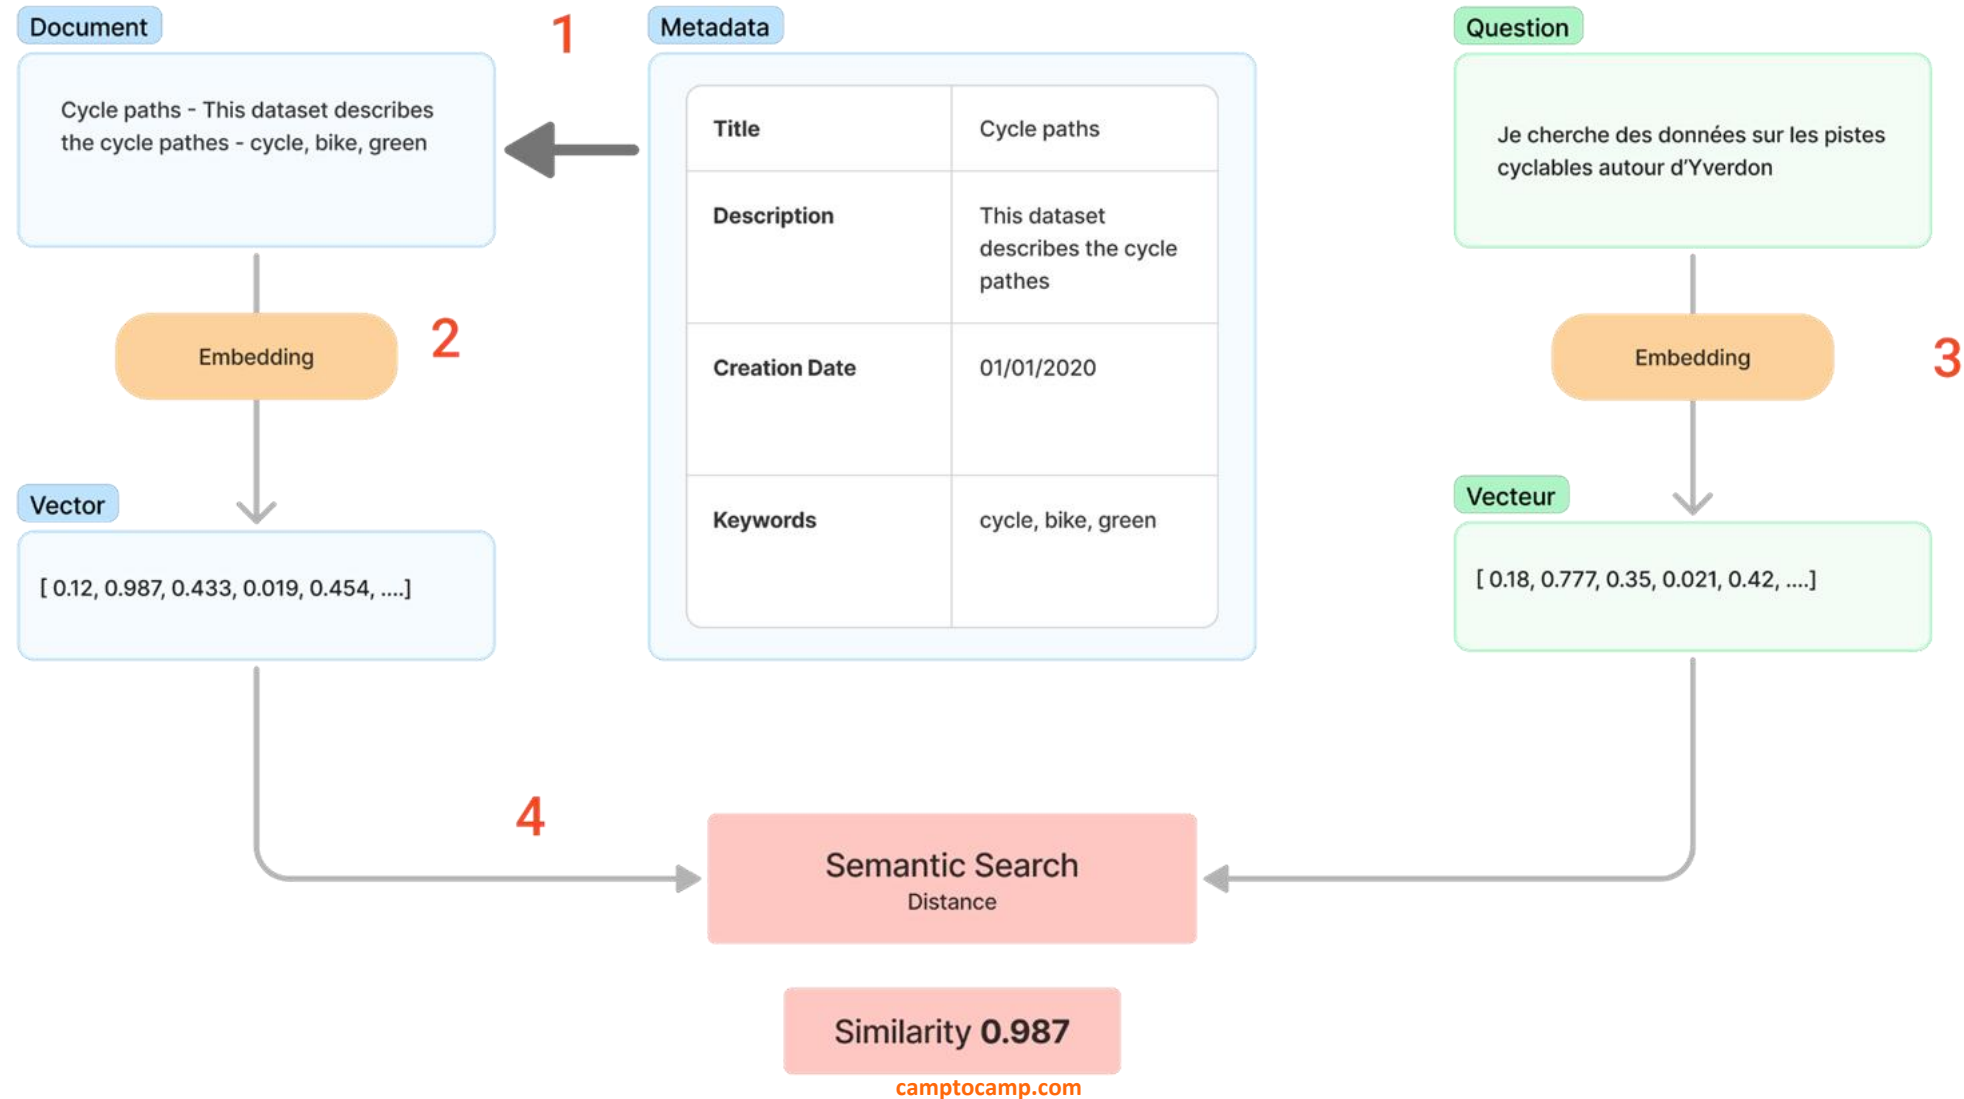 Document
1
Metadata
Question
Cycle paths - This dataset describes
the cycle pathes - cycle, bike, green
Title
Cycle paths
Description
This dataset
describes the cycle
pathes
Creation Date
01/01/2020
Keywords
cycle, bike, green
Je cherche des données sur les pistes
cyclables autour d'Yverdon
Embedding
2
Embedding
3
Vector
[ 0.12, 0.987, 0.433, 0.019, 0.454, ....]
Vecteur
[ 0.18, 0.777, 0.35, 0.021, 0.42, ....]
4
Semantic Search
Distance
Similarity 0.987
camptocamp.com